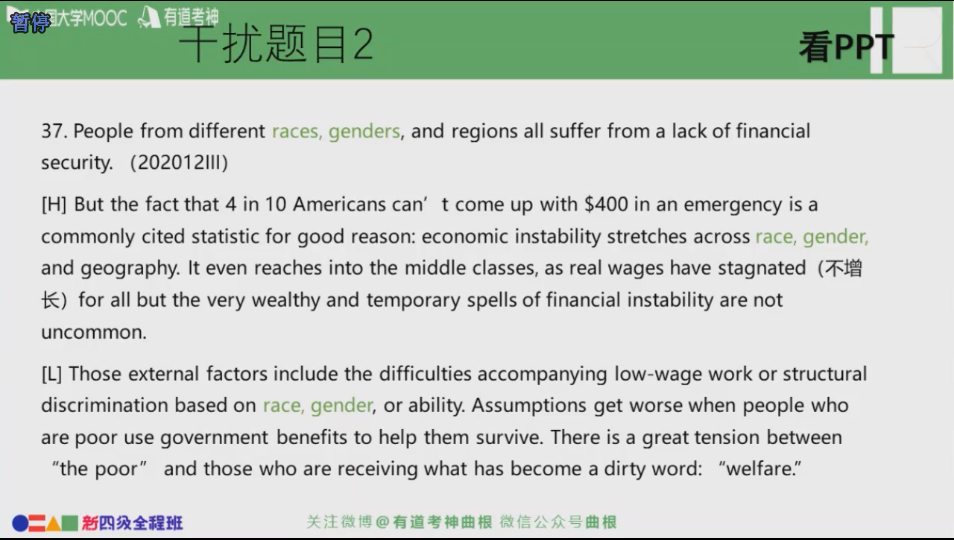 暂停
国大学MOOC 有道考神
干扰题目2
看PPT
37. People from different races, genders, and regions all suffer from a lack of financial
security. （202012III）
[H] But the fact that 4 in 10 Americans can’t come up with $400 in an emergency is a
commonly cited statistic for good reason: economic instability stretches across race, gender,
and geography. It even reaches into the middle classes, as real wages have stagnated（不增
长）for all but the very wealthy and temporary spells of financial instability are not
uncommon.
[L] Those external factors include the difficulties accompanying low-wage work or structural
discrimination based on race, gender, or ability. Assumptions get worse when people who
are poor use government benefits to help them survive. There is a great tension between
“the poor” and those who are receiving what has become a dirty word: “welfare.”
新四级全程班
关注微博@有道考神曲根 微信公众号曲根